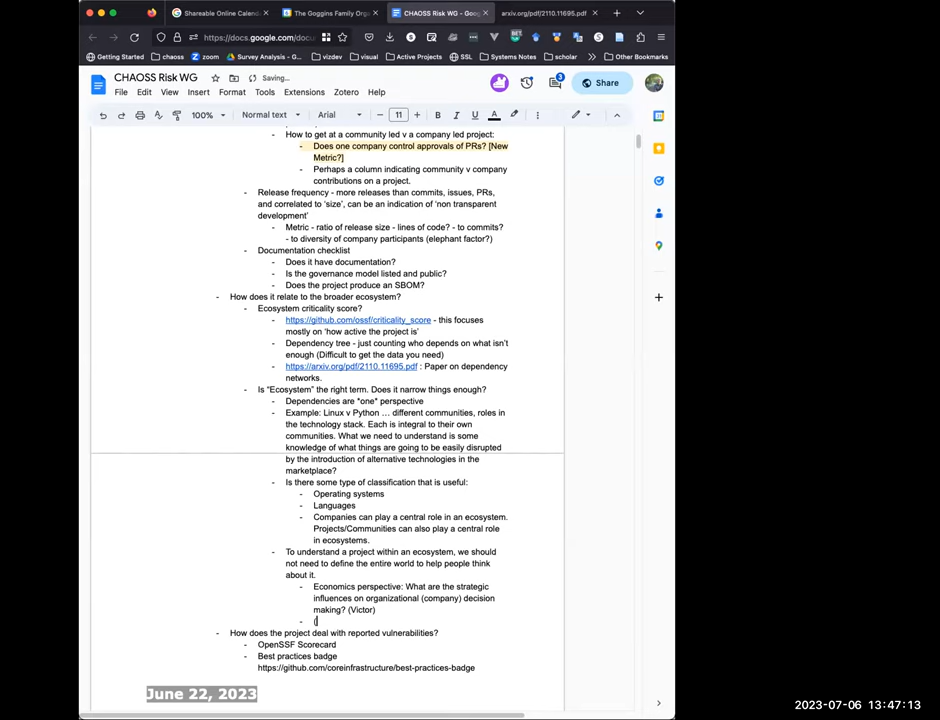 Shareable Online Calenda
The Goggins Family Orga
CHAOSS Risk WG - Goo
arxiv.org/pdf/2110.11695.pdf
https://docs.google.com/docu
Getting Started
chaoss
zoom
Survey Analysis - G...
vizdev
visual
Active Projects
SSL
Systems Notes
scholar
Other Bookmarks
CHAOSS Risk WG
Saving...
File Edit View Insert Format Tools Extensions Zotero Help
3
Share
100%
Normal text
Arial
11
B I U A
- How to get at a community led v a company led project:
- Does one company control approvals of PRs? [New
Metric?]
- Perhaps a column indicating community v company
contributions on a project.
- Release frequency - more releases than commits, issues, PRs,
and correlated to 'size', can be an indication of 'non transparent
development'
- Metric - ratio of release size - lines of code? - to commits?
- to diversity of company participants (elephant factor?)
- Documentation checklist
- Does it have documentation?
- Is the governance model listed and public?
- Does the project produce an SBOM?
- How does it relate to the broader ecosystem?
- Ecosystem criticality score?
- https://github.com/ossf/criticality_score - this focuses
mostly on 'how active the project is'
- Dependency tree - just counting who depends on what isn't
enough (Difficult to get the data you need)
- https://arxiv.org/pdf/2110.11695.pdf : Paper on dependency
networks.
- Is "Ecosystem" the right term. Does it narrow things enough?
- Dependencies are *one* perspective
- Example: Linux v Python … different communities, roles in
the technology stack. Each is integral to their own
communities. What we need to understand is some
knowledge of what things are going to be easily disrupted
by the introduction of alternative technologies in the
marketplace?
- Is there some type of classification that is useful:
- Operating systems
- Languages
- Companies can play a central role in an ecosystem.
Projects/Communities can also play a central role
in ecosystems.
- To understand a project within an ecosystem, we should
not need to define the entire world to help people think
about it.
- Economics perspective: What are the strategic
influences on organizational (company) decision
making? (Victor)
- (
- How does the project deal with reported vulnerabilities?
- OpenSSF Scorecard
- Best practices badge
https://github.com/coreinfrastructure/best-practices-badge
June 22, 2023
2023-07-06 13:47:13